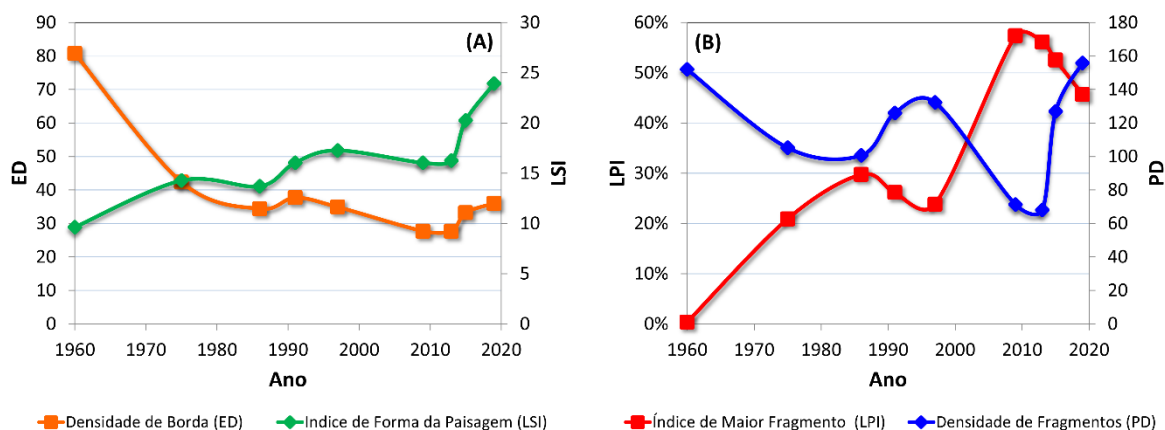 (A)
90
80
70
60
50
40
30
20
10
0
ED
30
25
20
15
10
5
0
LSI
1960 1970 1980 1990 2000 2010 2020
Ano
Densidade de Borda (ED) Indice de Forma da Paisagem (LSI)
(B)
60%
50%
40%
30%
20%
10%
0%
LPI
180
160
140
120
100
80
60
40
20
0
PD
1960 1970 1980 1990 2000 2010 2020
Ano
Índice de Maior Fragmento (LPI) Densidade de Fragmentos (PD)